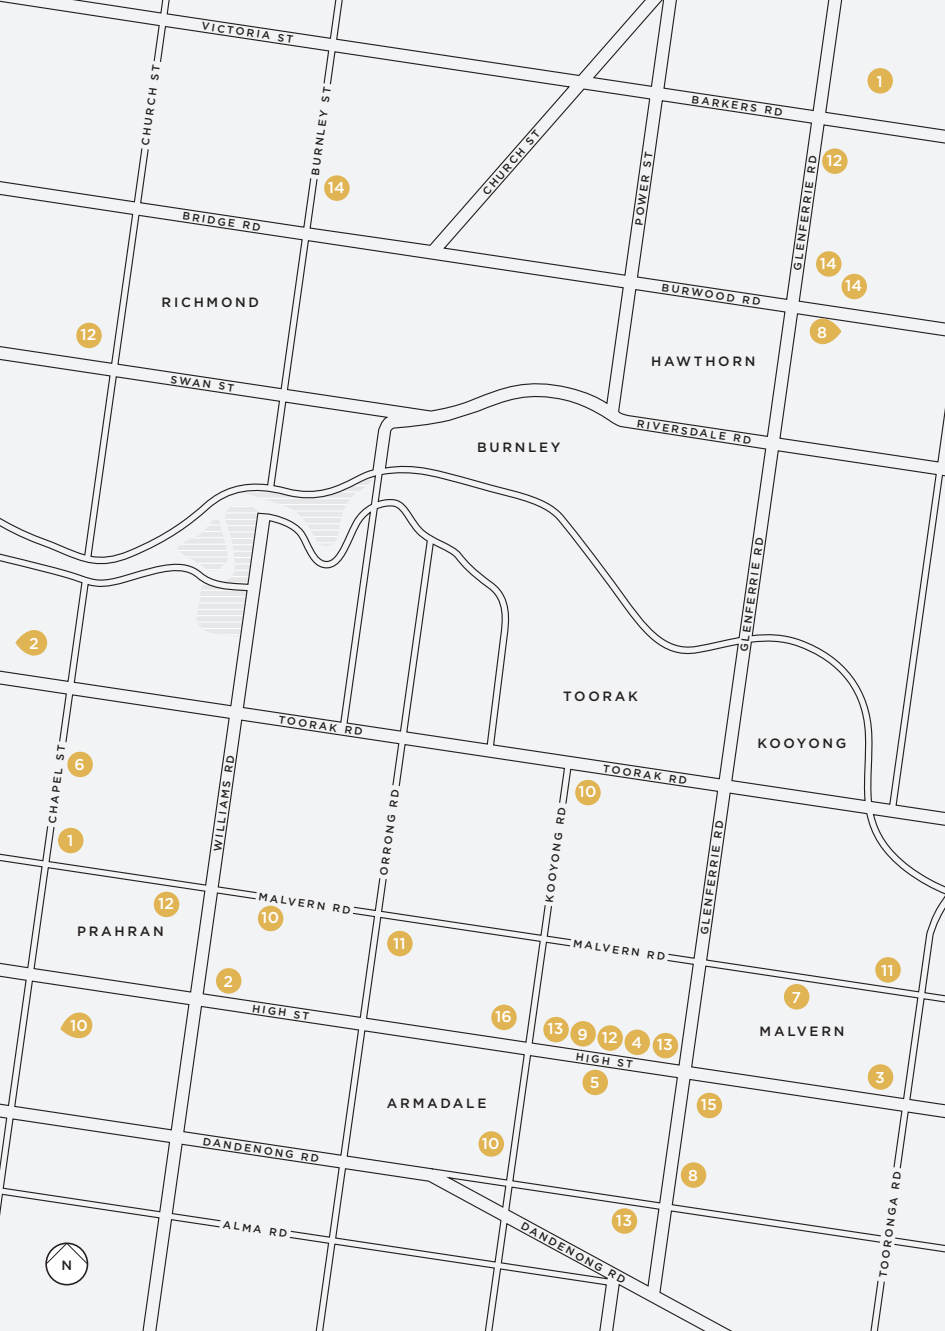 VICTORIA ST
CHURCH ST
BURNLEY ST
1
BARKERS RD
CHURCH ST
POWER ST
GLENFERRIE RD
12
14
BRIDGE RD
14
14
BURWOOD RD
RICHMOND
12
8
HAWTHORN
SWAN ST
RIVERSDALE RD
BURNLEY
GLENFERRIE RD
2
TOORAK
TOORAK RD
KOOYONG
CHAPEL ST
6
WILLIAMS RD
TOORAK RD
10
ORRONG RD
KOOYONG RD
GLENFERRIE RD
1
MALVERN RD
12
10
PRAHRAN
11
MALVERN RD
11
2
7
HIGH ST
16
13
9
12
4
13
10
MALVERN
HIGH ST
5
3
ARMADALE
15
10
DANDENONG RD
8
TOORONGA RD
13
ALMA RD
DANDENONG RD
N